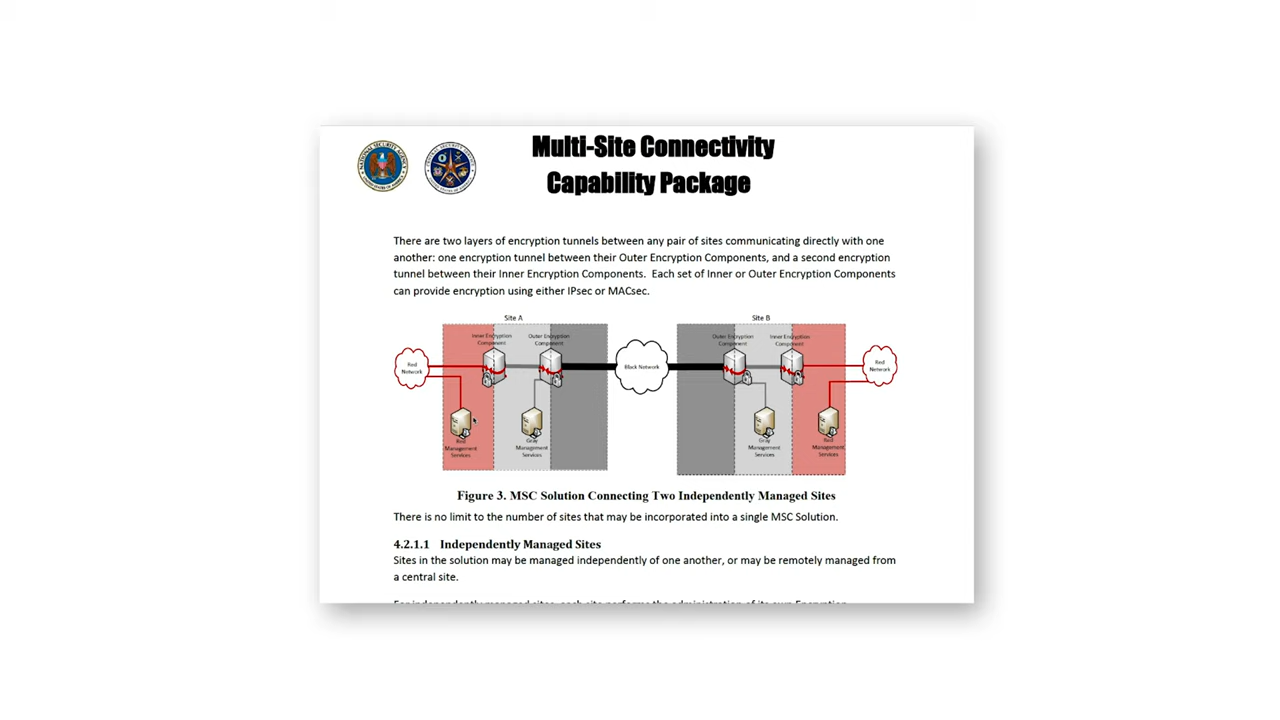 Multi-Site Connectivity
Capability Package
There are two layers of encryption tunnels between any pair of sites communicating directly with one
another: one encryption tunnel between their Outer Encryption Components, and a second encryption
tunnel between their Inner Encryption Components. Each set of Inner or Outer Encryption Components
can provide encryption using either IPsec or MACsec.
Site A
Site B
Inner Encryption
Component
Outer Encryption
Component
Outer Encryption
Component
Inner Encryption
Component
Red
Network
Black Network
Red
Network
Red
Management
Services
Gray
Management
Services
Gray
Management
Services
Red
Management
Services
Figure 3. MSC Solution Connecting Two Independently Managed Sites
There is no limit to the number of sites that may be incorporated into a single MSC Solution.
4.2.1.1 Independently Managed Sites
Sites in the solution may be managed independently of one another, or may be remotely managed from
a central site.